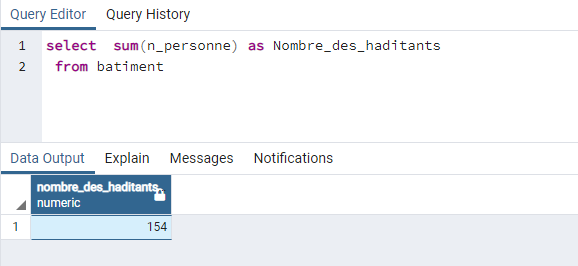 Query Editor Query History
1 select sum(n_personne) as Nombre_des_haditants
2 from batiment
Data Output Explain Messages Notifications
nombre_des_haditants
numeric
1 154